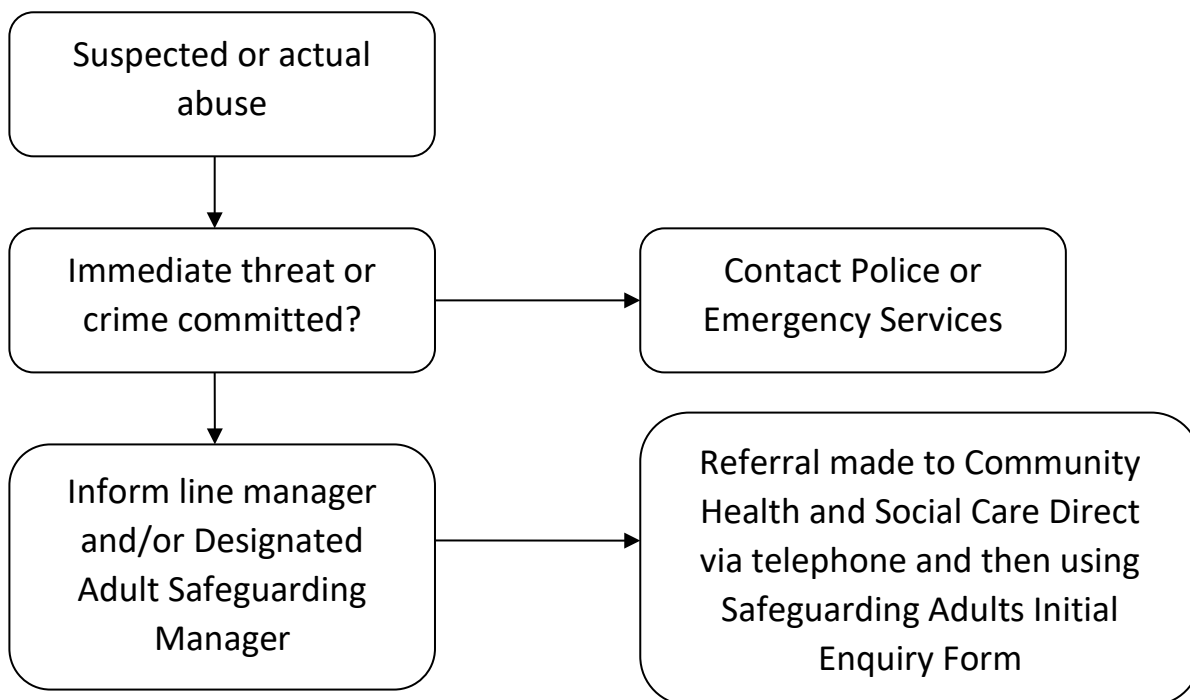 Suspected or actual
abuse
Immediate threat or
crime committed?
Contact Police or
Emergency Services
Inform line manager
and/or Designated
Adult Safeguarding
Manager
Referral made to Community
Health and Social Care Direct
via telephone and then using
Safeguarding Adults Initial
Enquiry Form